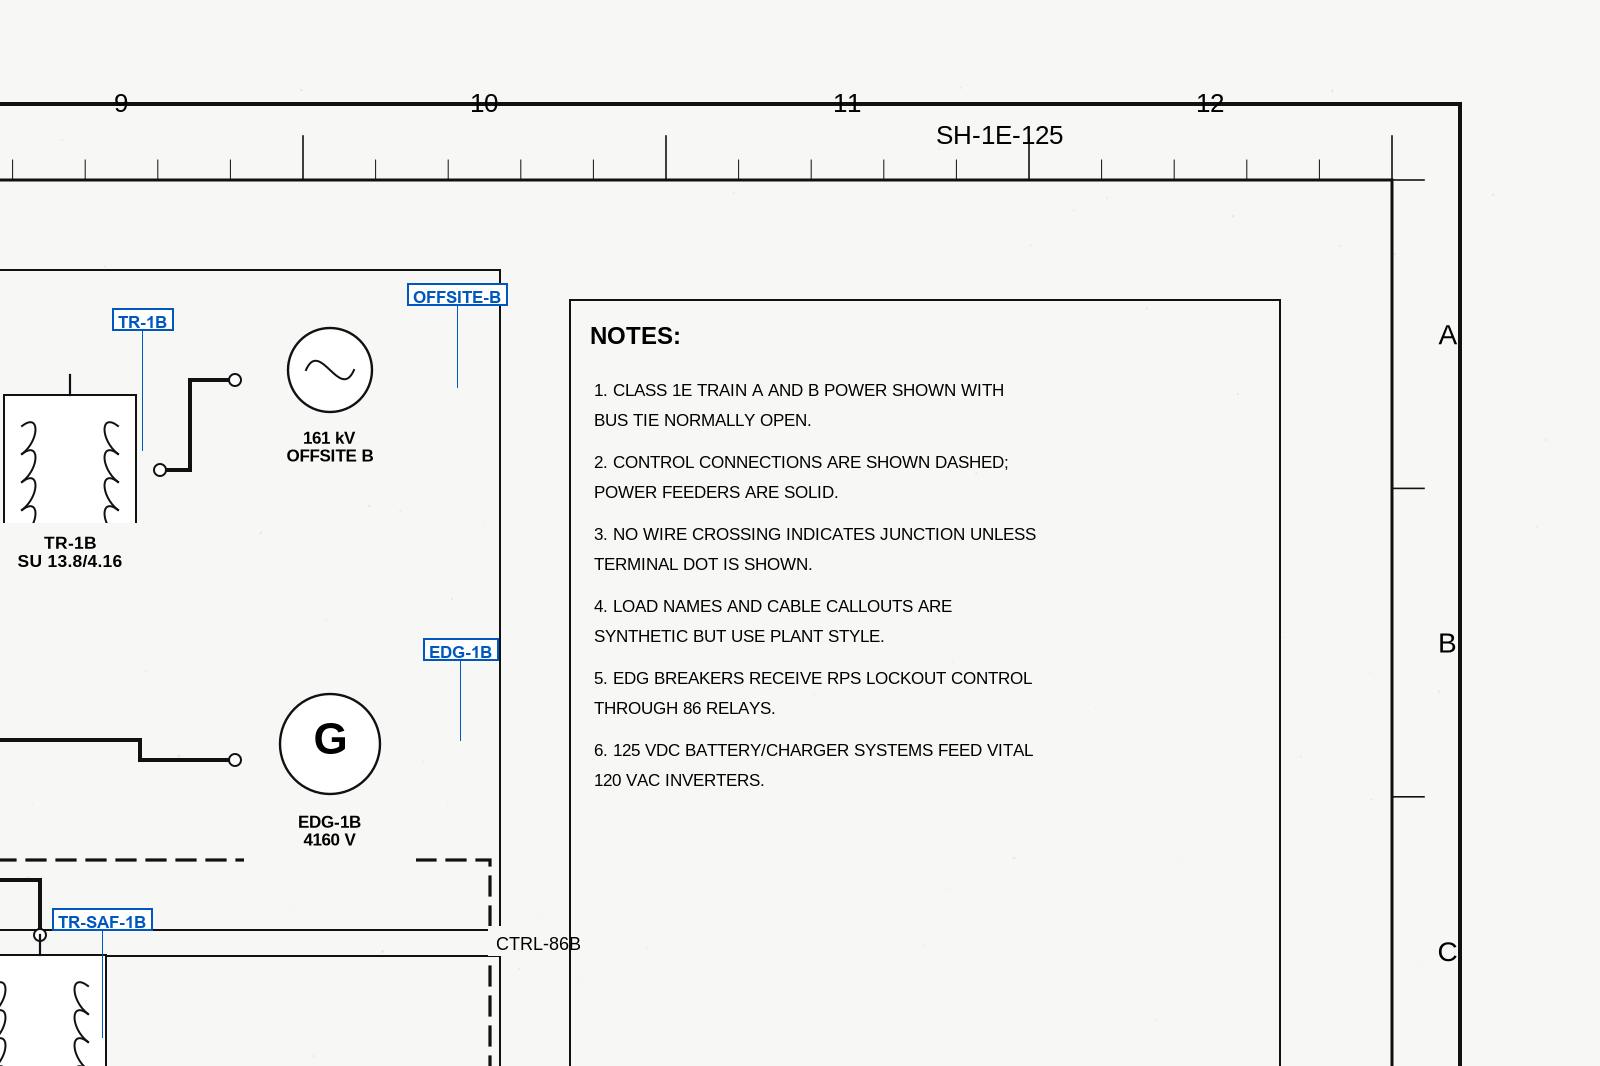 9 10 11 12
SH-1E-125
OFFSITE-B
TR-1B
161 kV
OFFSITE B
TR-1B
SU 13.8/4.16
EDG-1B
G
EDG-1B
4160 V
TR-SAF-1B
CTRL-86B
NOTES:
1. CLASS 1E TRAIN A AND B POWER SHOWN WITH
BUS TIE NORMALLY OPEN.
2. CONTROL CONNECTIONS ARE SHOWN DASHED;
POWER FEEDERS ARE SOLID.
3. NO WIRE CROSSING INDICATES JUNCTION UNLESS
TERMINAL DOT IS SHOWN.
4. LOAD NAMES AND CABLE CALLOUTS ARE
SYNTHETIC BUT USE PLANT STYLE.
5. EDG BREAKERS RECEIVE RPS LOCKOUT CONTROL
THROUGH 86 RELAYS.
6. 125 VDC BATTERY/CHARGER SYSTEMS FEED VITAL
120 VAC INVERTERS.
A
B
C